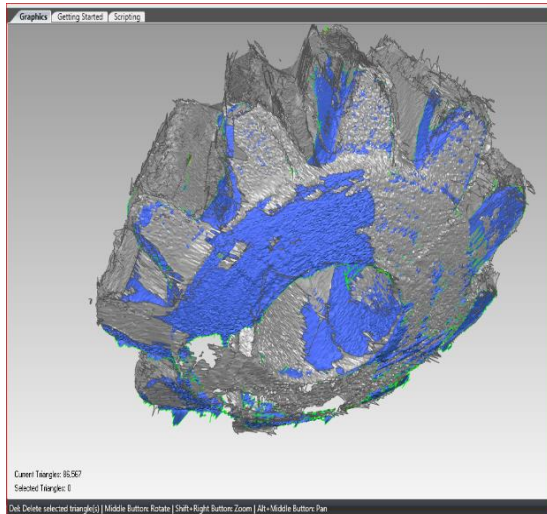 Graphics Getting Started Scripting
Current Triangles: 86,567
Selected Triangles: 0
Del: Delete selected triangle(s) | Middle Button: Rotate | Shift+Right Button: Zoom | Alt+Middle Button: Pan